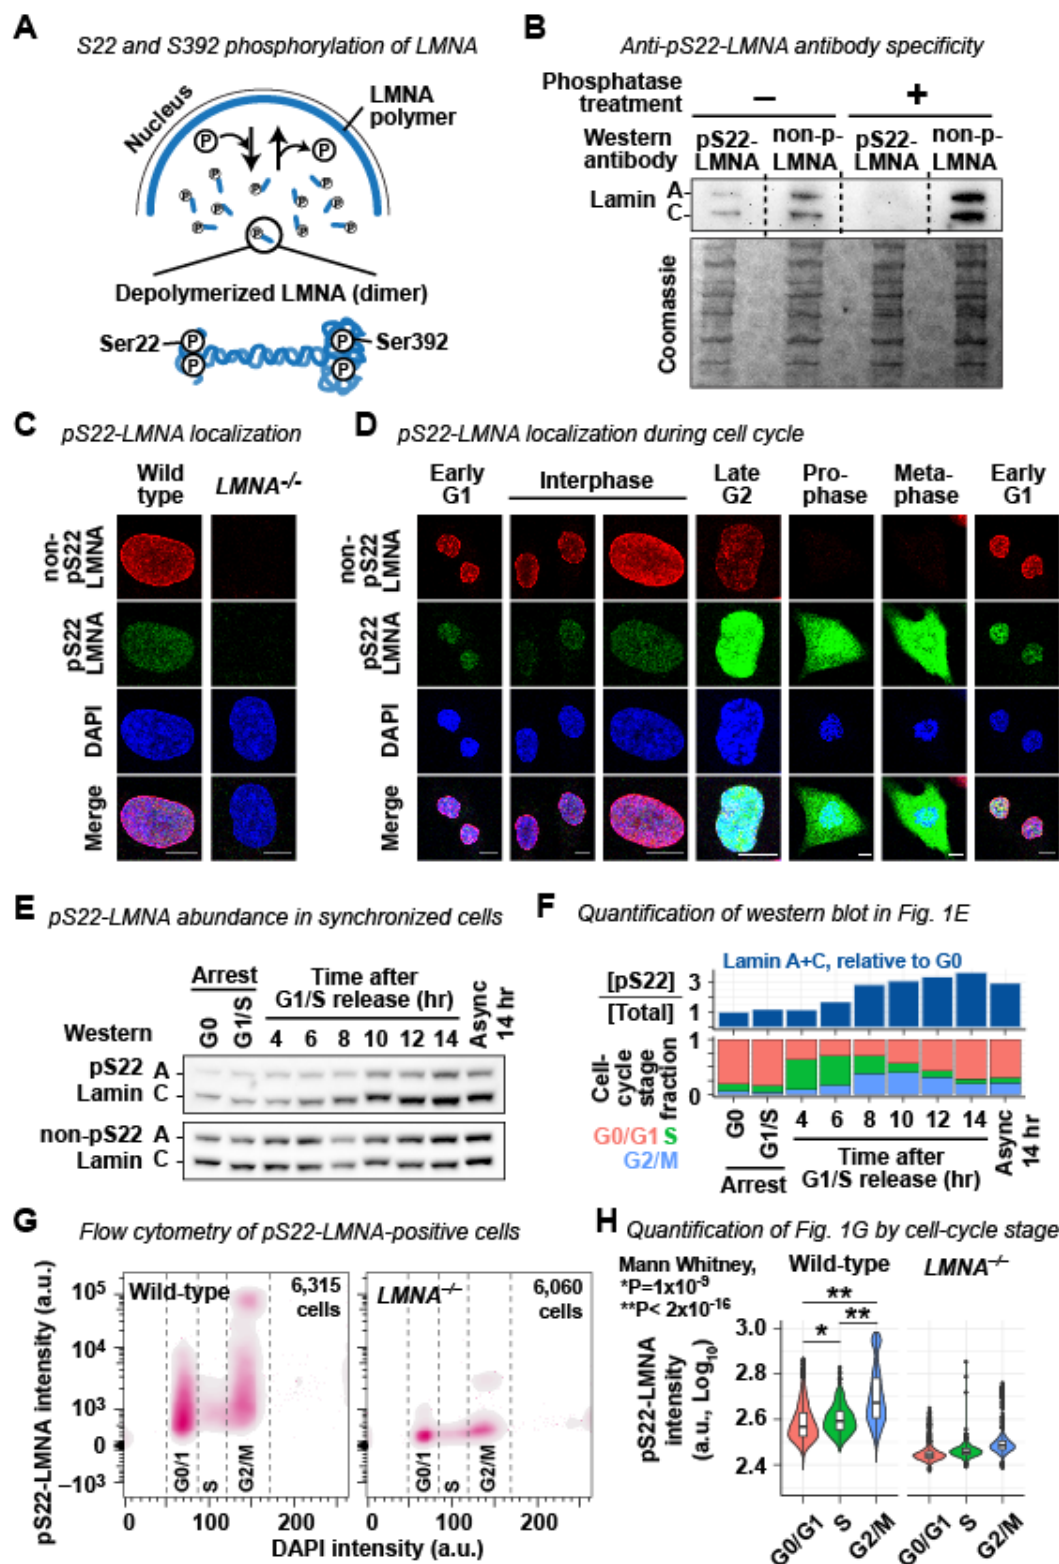 A S22 and S392 phosphorylation of LMNA
Nucleus
LMNA
polymer
P P
P P P P P P P P P P
Depolymerized LMNA (dimer)
Ser22 P P Ser392
P P
B Anti-pS22-LMNA antibody specificity
Phosphatase
treatment
– +
Western
antibody
pS22-
LMNA
non-p-
LMNA
pS22-
LMNA
non-p-
LMNA
Lamin A-
C-
Coomassie
C pS22-LMNA localization
Wild
type
LMNA-/-
non-
pS22
LMNA
pS22
LMNA
DAPI
Merge
D pS22-LMNA localization during cell cycle
Early
G1
Interphase
Late
G2
Pro-
phase
Meta-
phase
Early
G1
non-
pS22
LMNA
pS22
LMNA
DAPI
Merge
E pS22-LMNA abundance in synchronized cells
Arrest
Time after
G1/S release (hr)
Western G0 G1/S 4 6 8 10 12 14 Async
14 hr
pS22 A
Lamin C
non-pS22 A
Lamin C
F Quantification of western blot in Fig. 1E
Lamin A+C, relative to G0
[pS22]
[Total]
3
1
Cell-
cycle
stage
fraction
1
0
G0/G1 S
G2/M
G0 G1/S 4 6 8 10 12 14 Async
14 hr
Arrest
Time after
G1/S release (hr)
G Flow cytometry of pS22-LMNA-positive cells
pS22-LMNA intensity (a.u.)
10⁵
10⁴
10³
0
–10³
Wild-type 6,315
cells
LMNA–/– 6,060
cells
G0/1 S G2/M
G0/1 S G2/M
0 100 200
0 100 200
DAPI intensity (a.u.)
H Quantification of Fig. 1G by cell-cycle stage
Mann Whitney,
*P=1x10⁻⁹
**P< 2x10⁻¹⁶
Wild-type LMNA–/–
**
* **
pS22-LMNA
intensity
(a.u., Log₁₀)
3.0
2.8
2.6
2.4
G0/G1 S G2/M
G0/G1 S G2/M